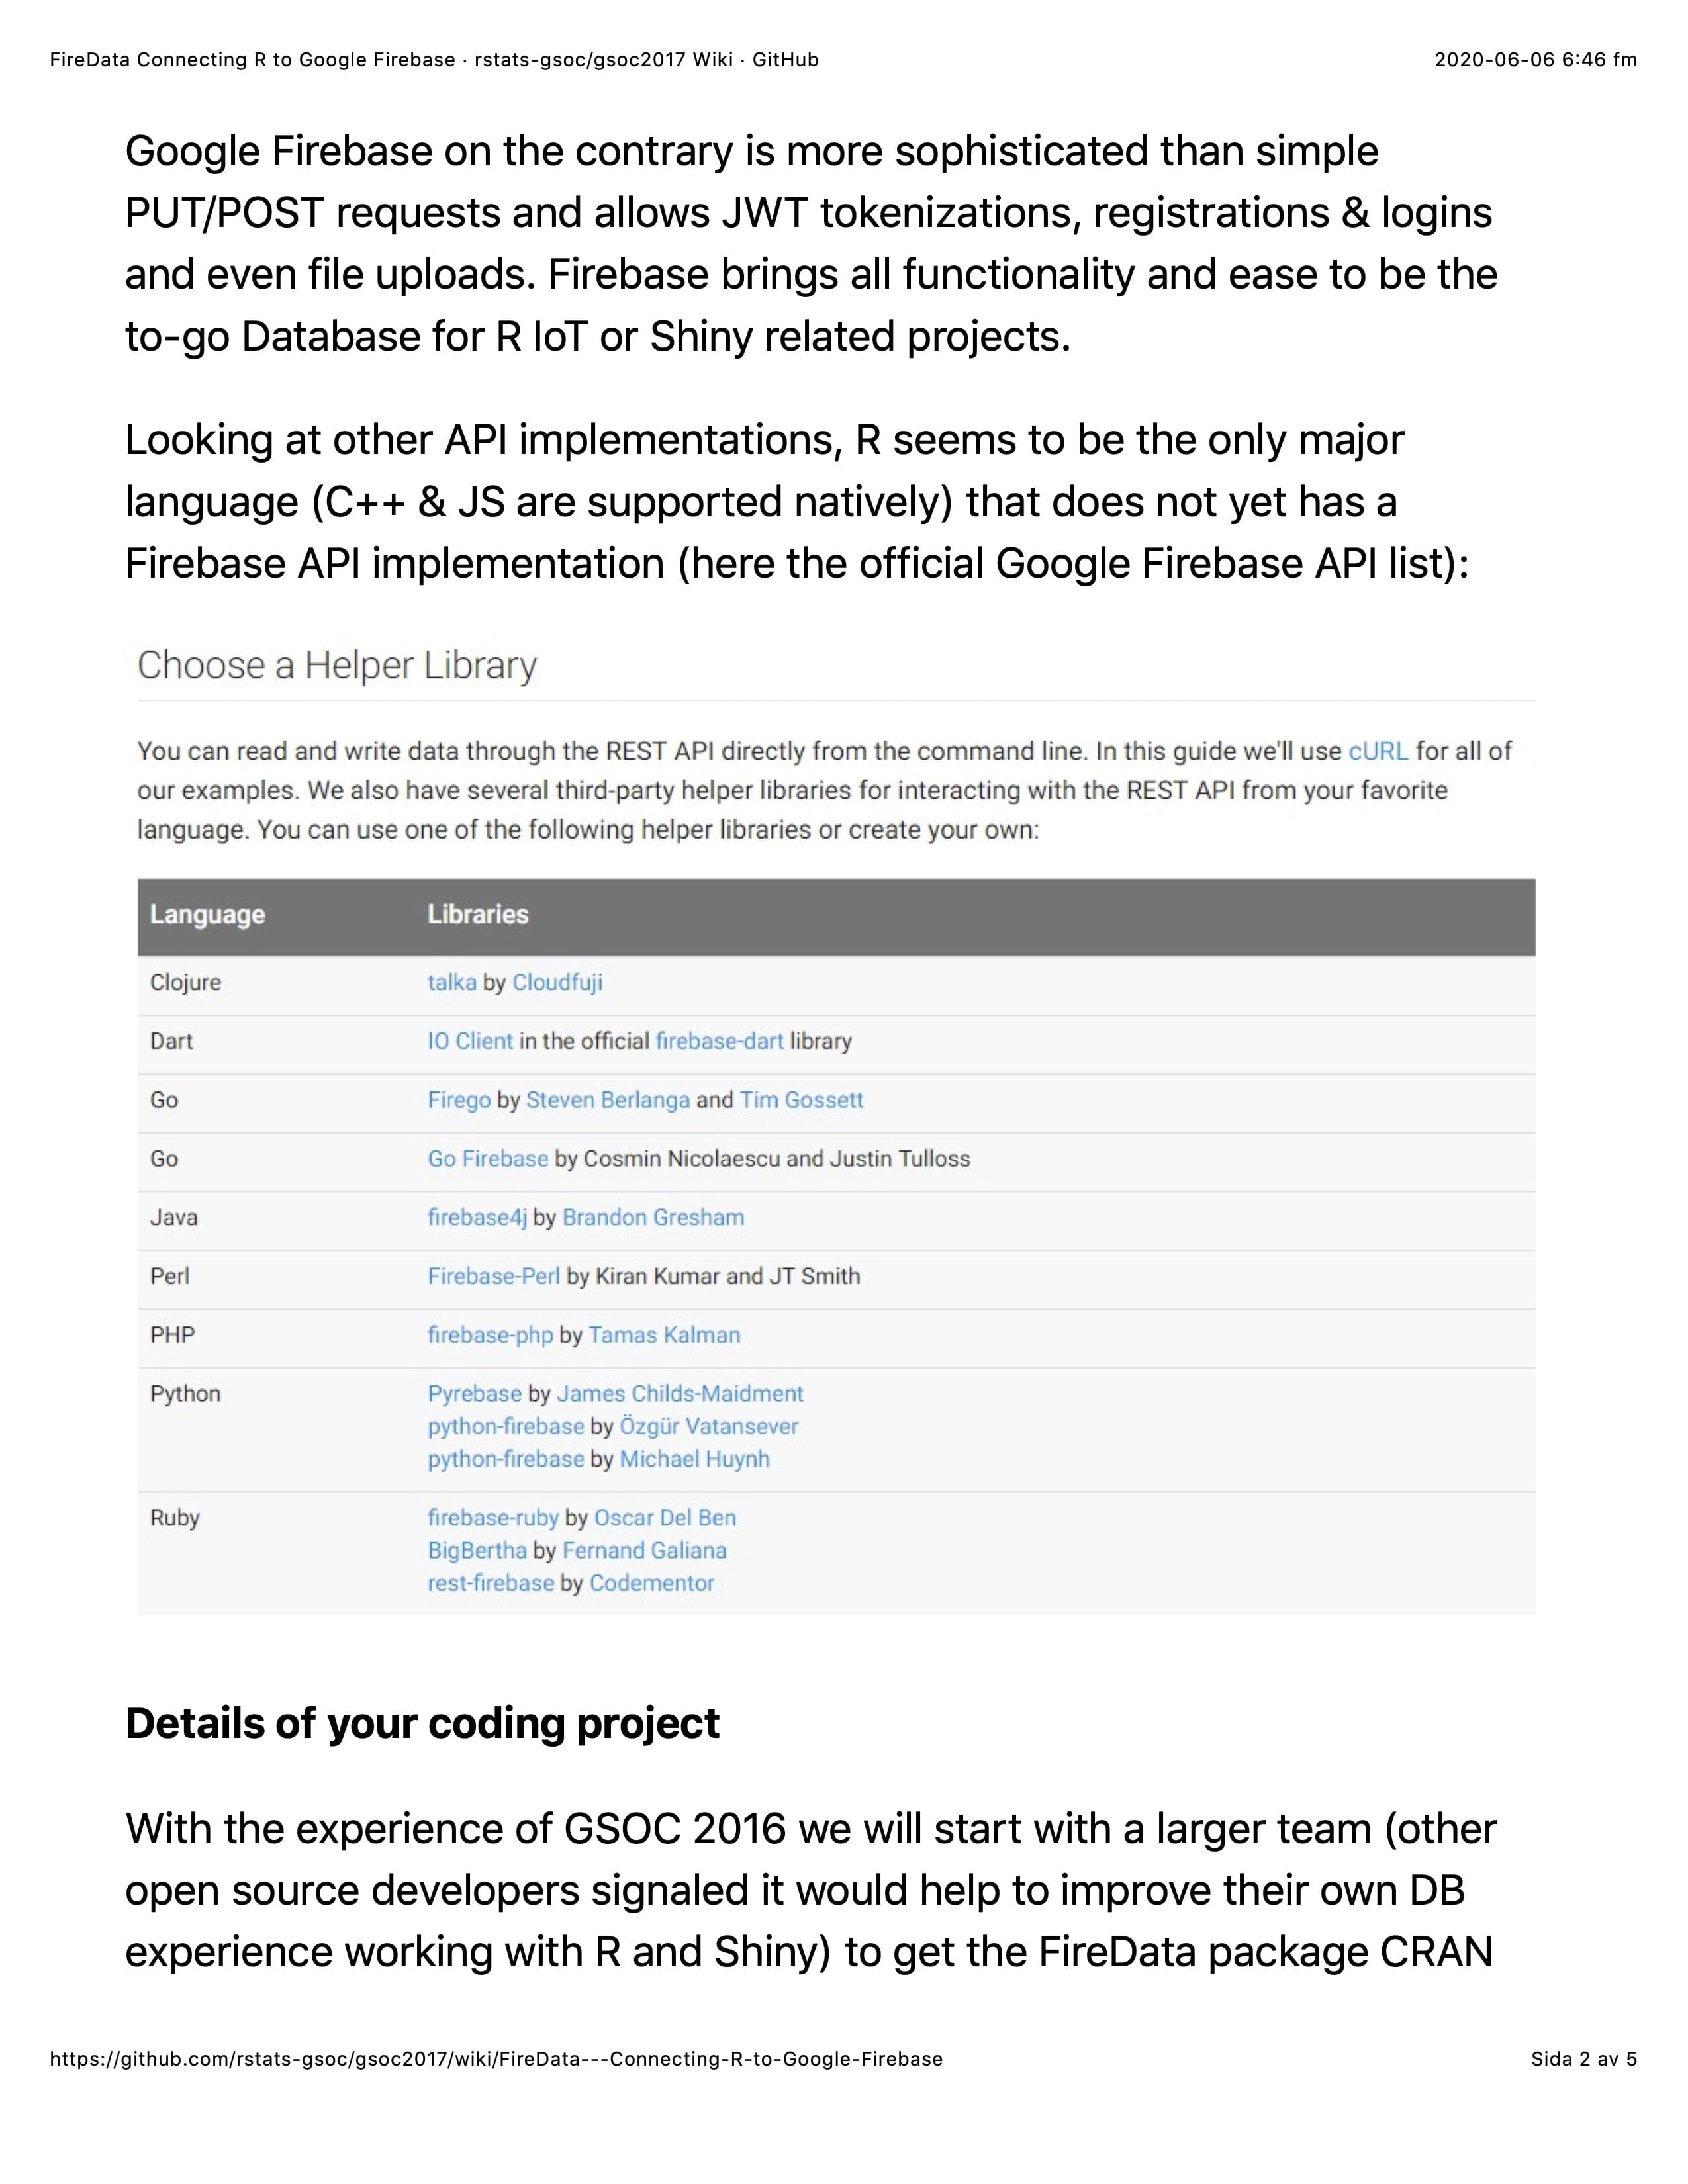 FireData Connecting R to Google Firebase · rstats-gsoc/gsoc2017 Wiki · GitHub 2020-06-06 6:46 fm
Google Firebase on the contrary is more sophisticated than simple
PUT/POST requests and allows JWT tokenizations, registrations & logins
and even file uploads. Firebase brings all functionality and ease to be the
to-go Database for R IoT or Shiny related projects.
Looking at other API implementations, R seems to be the only major
language (C++ & JS are supported natively) that does not yet has a
Firebase API implementation (here the official Google Firebase API list):
Choose a Helper Library
You can read and write data through the REST API directly from the command line. In this guide we'll use cURL for all of
our examples. We also have several third-party helper libraries for interacting with the REST API from your favorite
language. You can use one of the following helper libraries or create your own:
Language Libraries
Clojure talka by Cloudfuji
Dart IO Client in the official firebase-dart library
Go Firego by Steven Berlanga and Tim Gossett
Go Go Firebase by Cosmin Nicolaescu and Justin Tulloss
Java firebase4j by Brandon Gresham
Perl Firebase-Perl by Kiran Kumar and JT Smith
PHP firebase-php by Tamas Kalman
Python Pyrebase by James Childs-Maidment
python-firebase by Özgür Vatansever
python-firebase by Michael Huynh
Ruby firebase-ruby by Oscar Del Ben
BigBertha by Fernand Galiana
rest-firebase by Codementor
Details of your coding project
With the experience of GSOC 2016 we will start with a larger team (other
open source developers signaled it would help to improve their own DB
experience working with R and Shiny) to get the FireData package CRAN
https://github.com/rstats-gsoc/gsoc2017/wiki/FireData---Connecting-R-to-Google-Firebase Sida 2 av 5